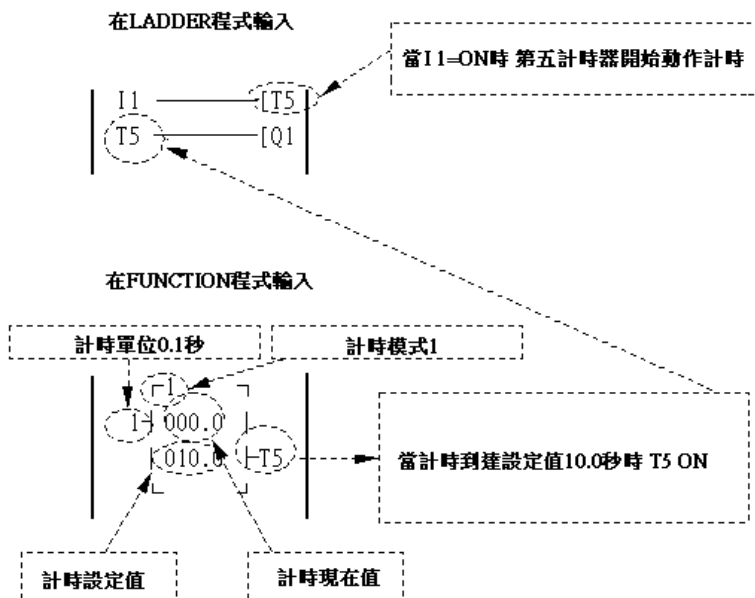 在LADDER程式輸入
當I1=ON時 第五計時器開始動作計時
I1 [T5
T5 [Q1
在FUNCTION程式輸入
計時單位0.1秒
計時模式1
1
1 000.0
010.0 T5
當計時到達設定值10.0秒時 T5 ON
計時設定值
計時現在值